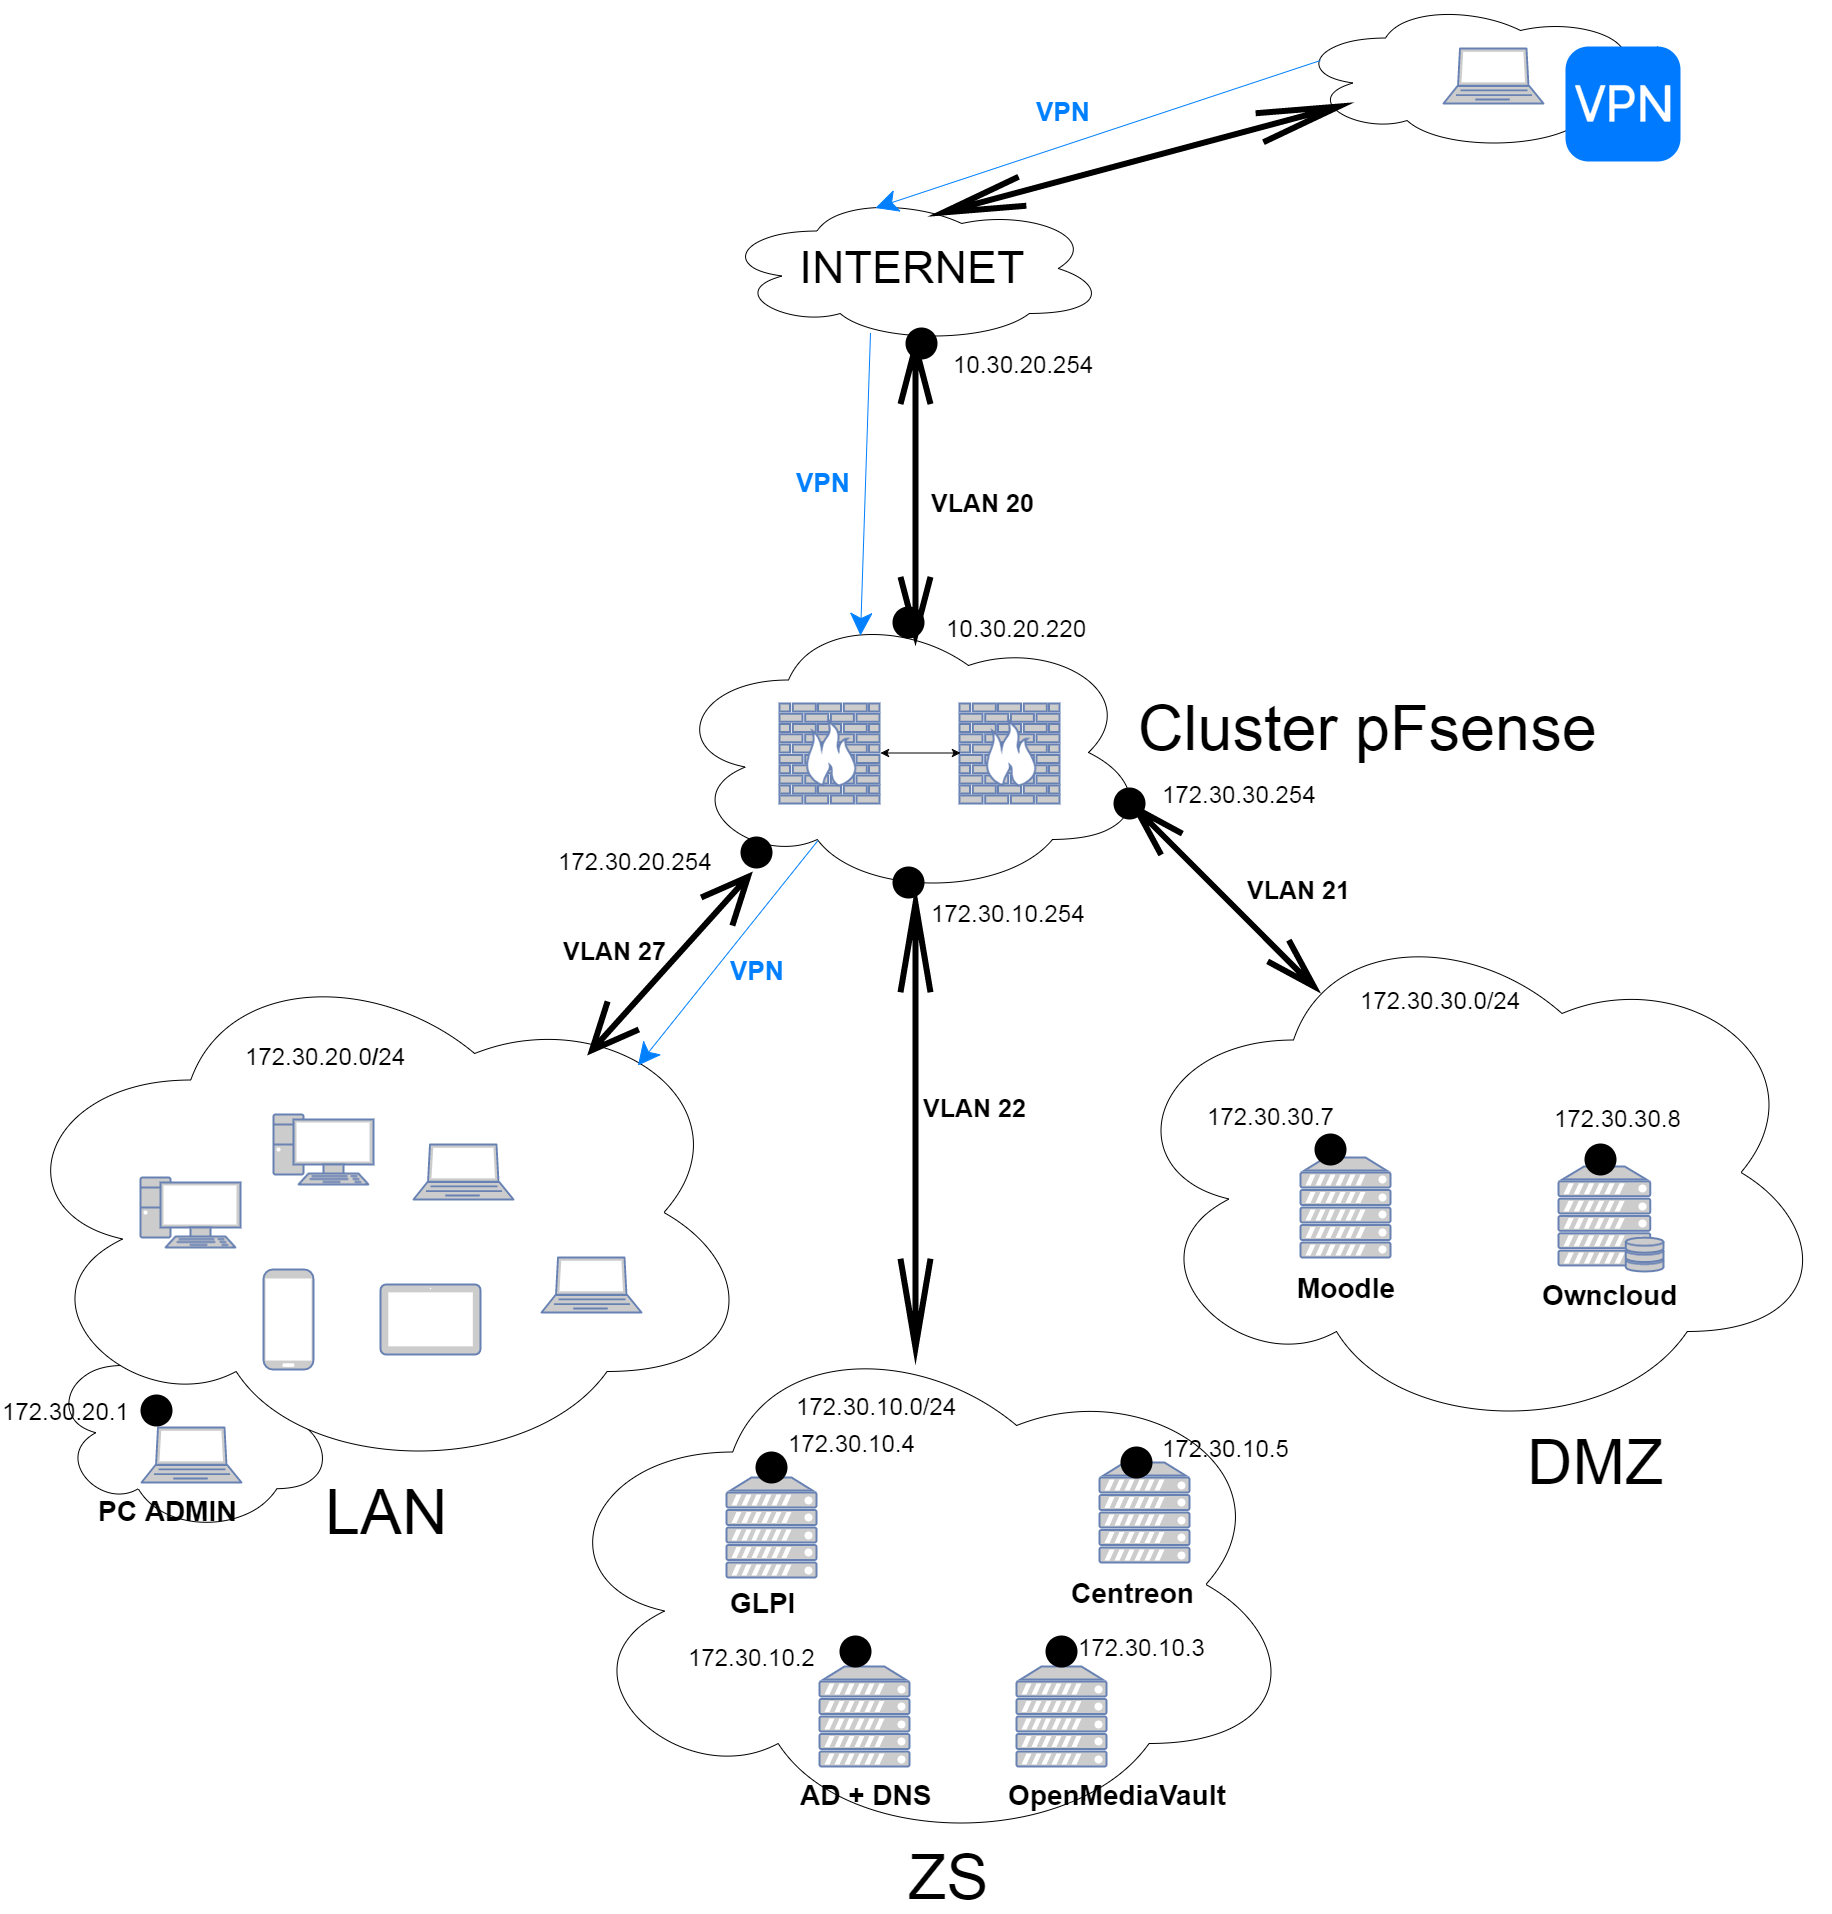 VPN
VPN
INTERNET
10.30.20.254
VPN
VLAN 20
10.30.20.220
Cluster pFsense
172.30.30.254
172.30.20.254
172.30.10.254
VLAN 21
VLAN 27
VPN
172.30.30.0/24
172.30.20.0/24
VLAN 22
172.30.30.7
172.30.30.8
Moodle
Owncloud
172.30.20.1
172.30.10.0/24
172.30.10.4
172.30.10.5
DMZ
PC ADMIN
LAN
GLPI
Centreon
172.30.10.2
172.30.10.3
AD + DNS
OpenMediaVault
ZS